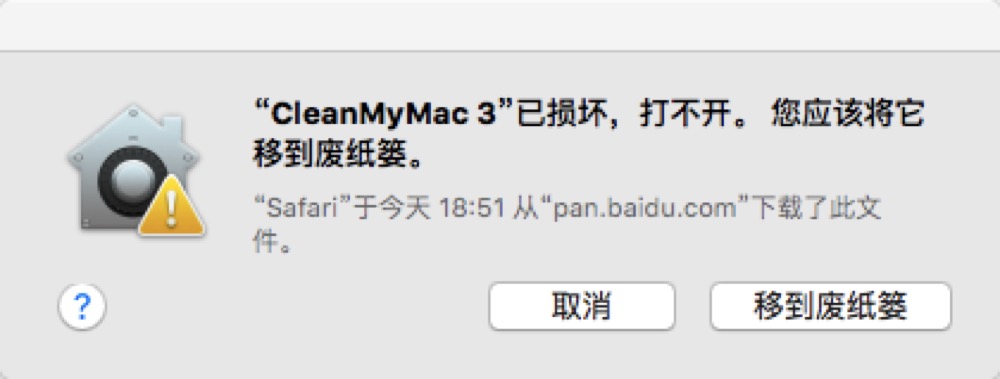 “CleanMyMac 3”已损坏，打不开。 您应该将它
移到废纸篓。
“Safari”于今天 18:51 从“pan.baidu.com”下载了此文
件。
?
取消
移到废纸篓